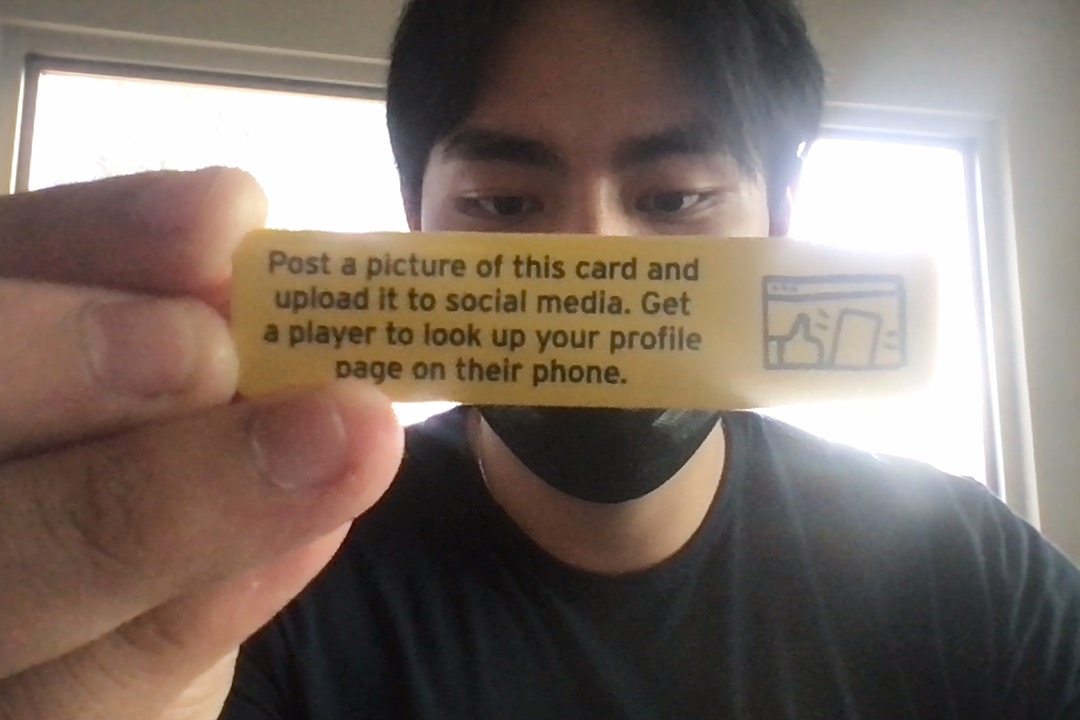 Post a picture of this card and
upload it to social media. Get
a player to look up your profile
page on their phone.